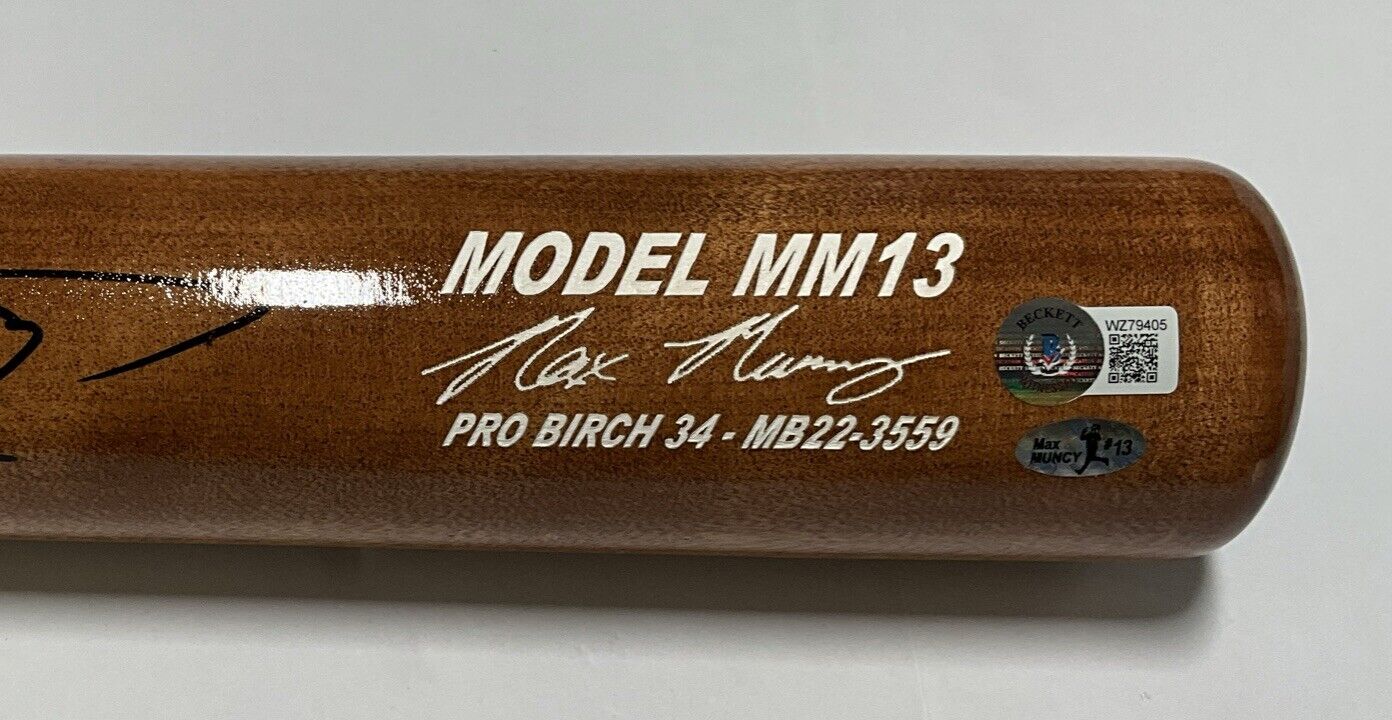 MODEL MM13
Max Muncy
PRO BIRCH 34 - MB22-3559
BECKETT
B
WZ79405
Max
MUNCY #13